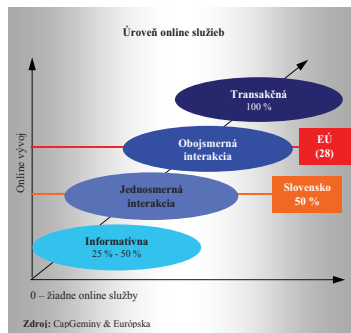 Úroveň online služieb
Transakčná
100 %
Obojsmerná
interakcia
EÚ
(28)
Jednosmerná
interakcia
Slovensko
50 %
Informatívna
25 % - 50 %
Online vývoj
0 – žiadne online služby
Zdroj: CapGeminy & Európska